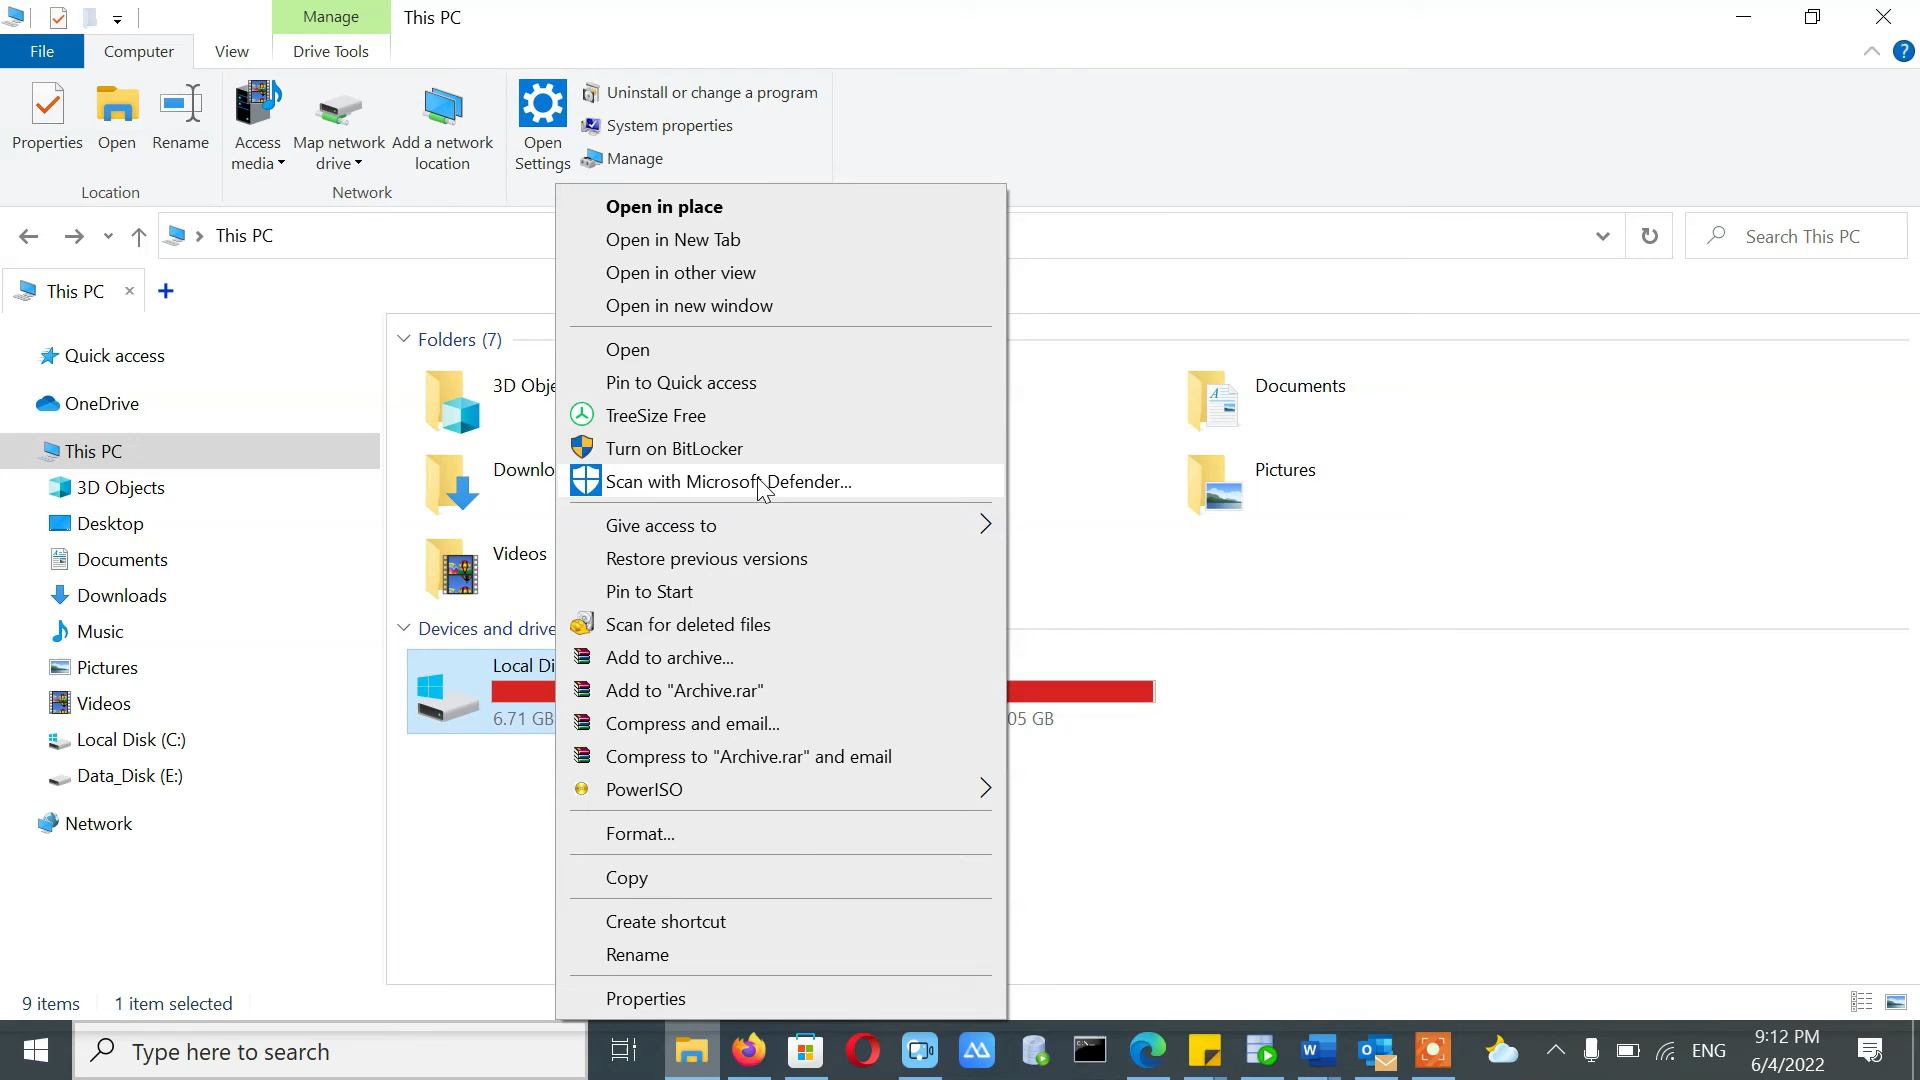 Manage
This PC
File
Computer
View
Drive Tools
Properties
Open
Rename
Access
media
Map network
drive
Add a network
location
Open
Settings
Uninstall or change a program
System properties
Manage
Location
Network
This PC
Search This PC
This PC
Quick access
OneDrive
This PC
3D Objects
Desktop
Documents
Downloads
Music
Pictures
Videos
Local Disk (C:)
Data_Disk (E:)
Network
Folders (7)
3D Obje
Documents
Downlo
Pictures
Videos
Devices and drive
Local Di
6.71 GB
05 GB
Open in place
Open in New Tab
Open in other view
Open in new window
Open
Pin to Quick access
TreeSize Free
Turn on BitLocker
Scan with Microsoft Defender...
Give access to
Restore previous versions
Pin to Start
Scan for deleted files
Add to archive...
Add to "Archive.rar"
Compress and email...
Compress to "Archive.rar" and email
PowerISO
Format...
Copy
Create shortcut
Rename
Properties
9 items
1 item selected
Type here to search
ENG
9:12 PM
6/4/2022